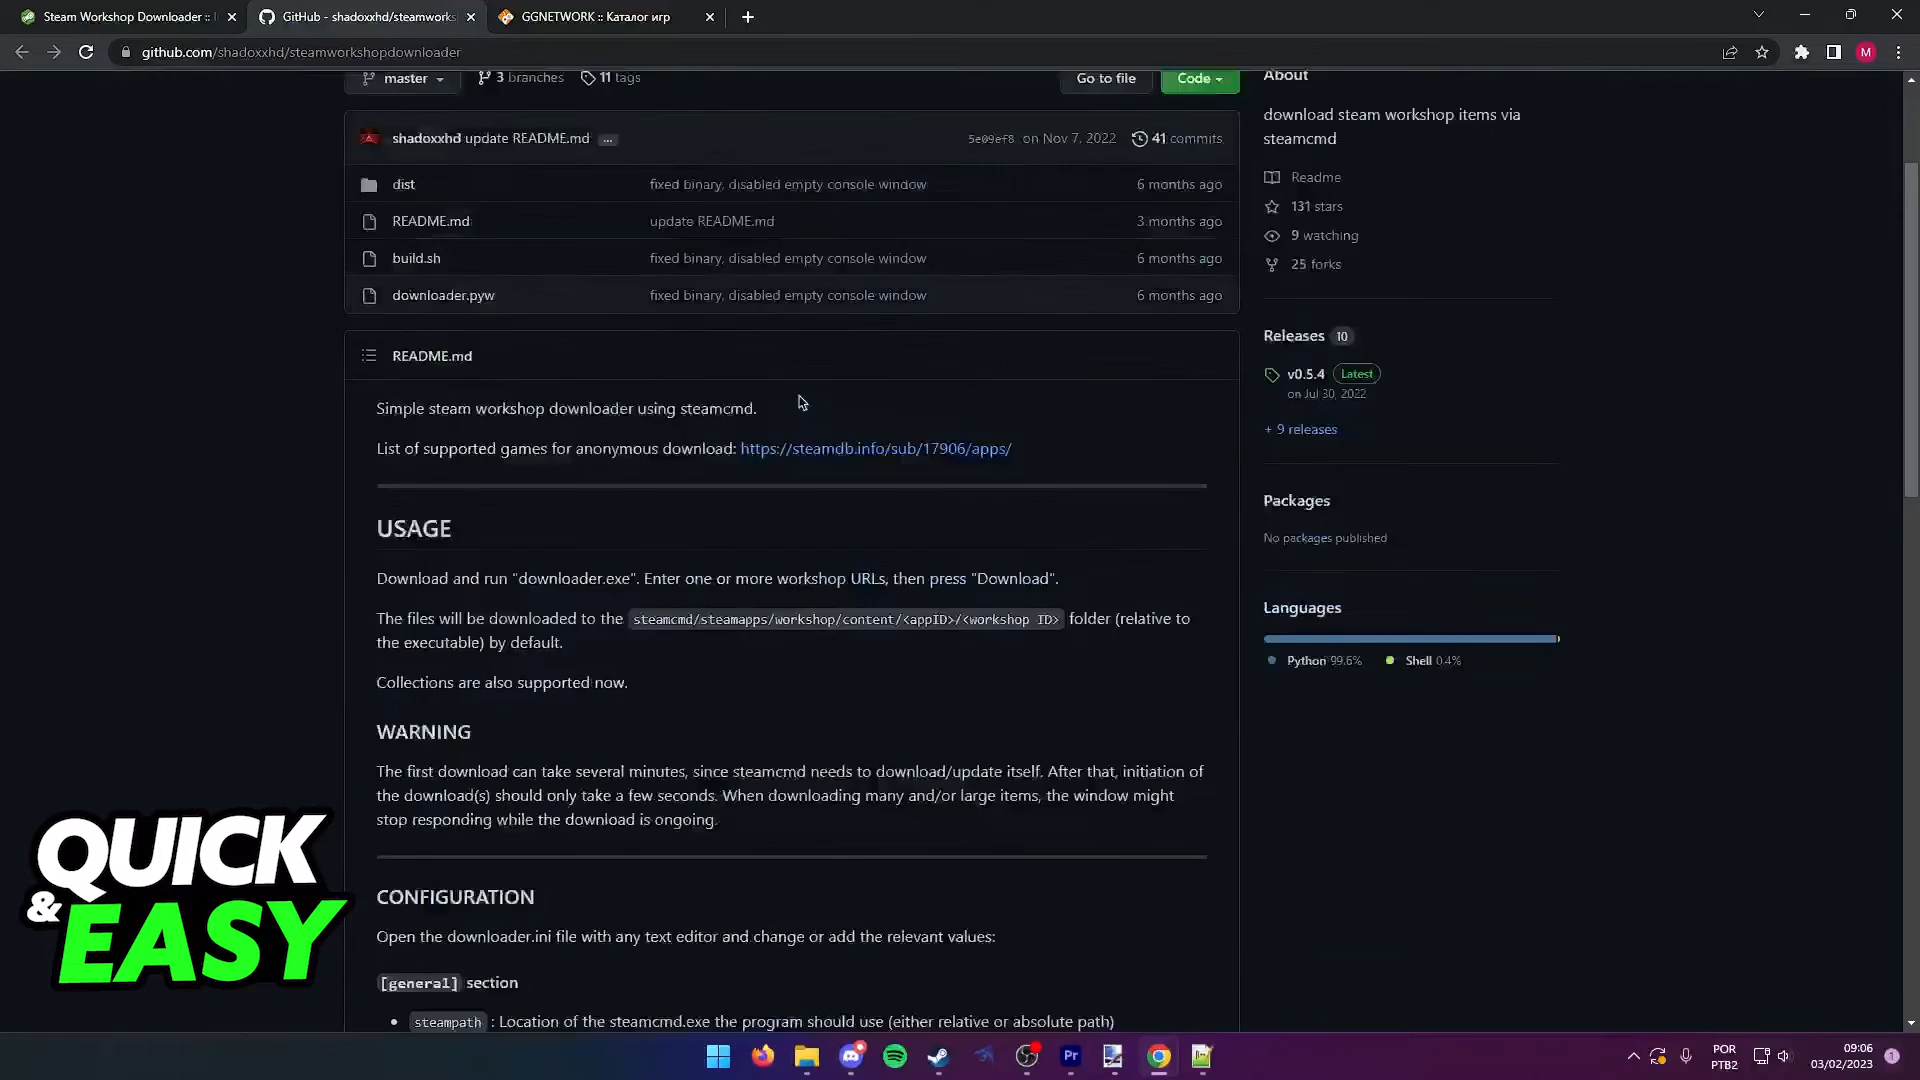 Steam Workshop Downloader ::
GitHub - shadoxxhd/steamworks
GGNETWORK :: Каталог игр
github.com/shadoxxhd/steamworkshopdownloader
M
master
3 branches
11 tags
Go to file
Code
About
download steam workshop items via
steamcmd
shadoxxhd update README.md
...
5e09ef8 on Nov 7, 2022
41 commits
dist
fixed binary, disabled empty console window
6 months ago
README.md
update README.md
3 months ago
build.sh
fixed binary, disabled empty console window
6 months ago
downloader.pyw
fixed binary, disabled empty console window
6 months ago
Readme
131 stars
9 watching
25 forks
Releases 10
v0.5.4 Latest
on Jul 30, 2022
+ 9 releases
Packages
No packages published
Languages
Python 99.6%
Shell 0.4%
README.md
Simple steam workshop downloader using steamcmd.
List of supported games for anonymous download: https://steamdb.info/sub/17906/apps/
USAGE
Download and run "downloader.exe". Enter one or more workshop URLs, then press "Download".
The files will be downloaded to the steamcmd/steamapps/workshop/content/<appID>/<workshop ID> folder (relative to
the executable) by default.
Collections are also supported now.
WARNING
The first download can take several minutes, since steamcmd needs to download/update itself. After that, initiation of
the download(s) should only take a few seconds. When downloading many and/or large items, the window might
stop responding while the download is ongoing.
CONFIGURATION
Open the downloader.ini file with any text editor and change or add the relevant values:
[general] section
steampath : Location of the steamcmd.exe the program should use (either relative or absolute path)
QUICK
& EASY
Pr
POR
PTB2
09:06
03/02/2023
1